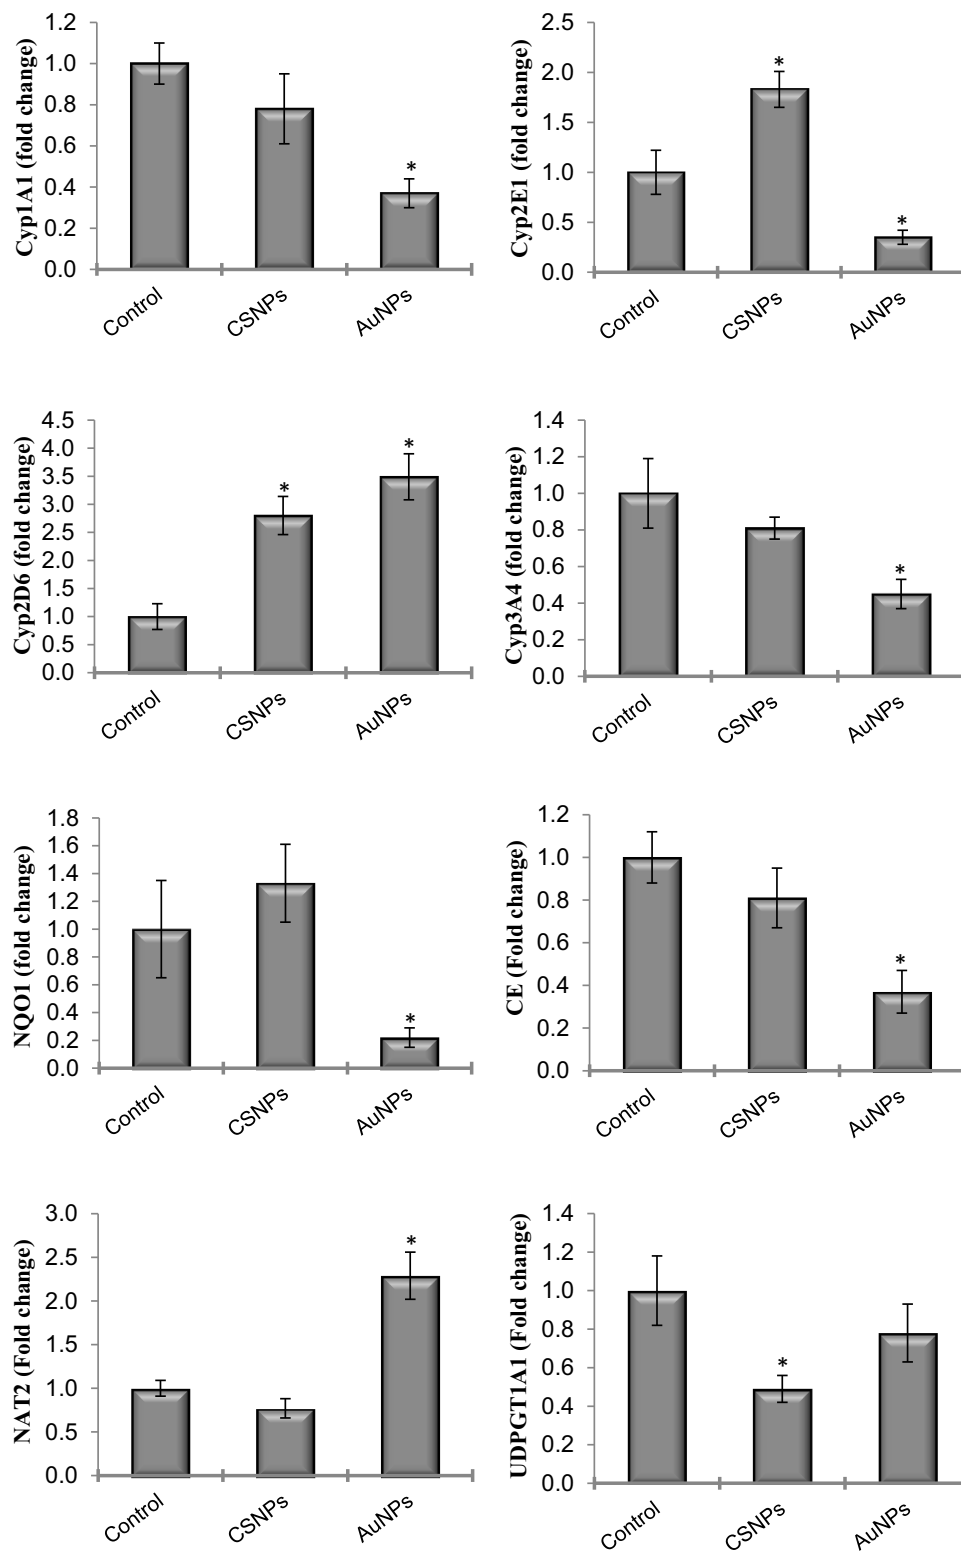 Cyp1A1 (fold change)
1.2
1.0
0.8
0.6
0.4
0.2
0.0
*
Control
CSNPs
AuNPs
Cyp2E1 (fold change)
2.5
2.0
1.5
1.0
0.5
0.0
*
*
Control
CSNPs
AuNPs
Cyp2D6 (fold change)
4.5
4.0
3.5
3.0
2.5
2.0
1.5
1.0
0.5
0.0
*
*
Control
CSNPs
AuNPs
Cyp3A4 (fold change)
1.4
1.2
1.0
0.8
0.6
0.4
0.2
0.0
*
Control
CSNPs
AuNPs
NQO1 (fold change)
1.8
1.6
1.4
1.2
1.0
0.8
0.6
0.4
0.2
0.0
*
Control
CSNPs
AuNPs
CE (Fold change)
1.2
1.0
0.8
0.6
0.4
0.2
0.0
*
Control
CSNPs
AuNPs
NAT2 (Fold change)
3.0
2.5
2.0
1.5
1.0
0.5
0.0
*
Control
CSNPs
AuNPs
UDPGT1A1 (Fold change)
1.4
1.2
1.0
0.8
0.6
0.4
0.2
0.0
*
Control
CSNPs
AuNPs